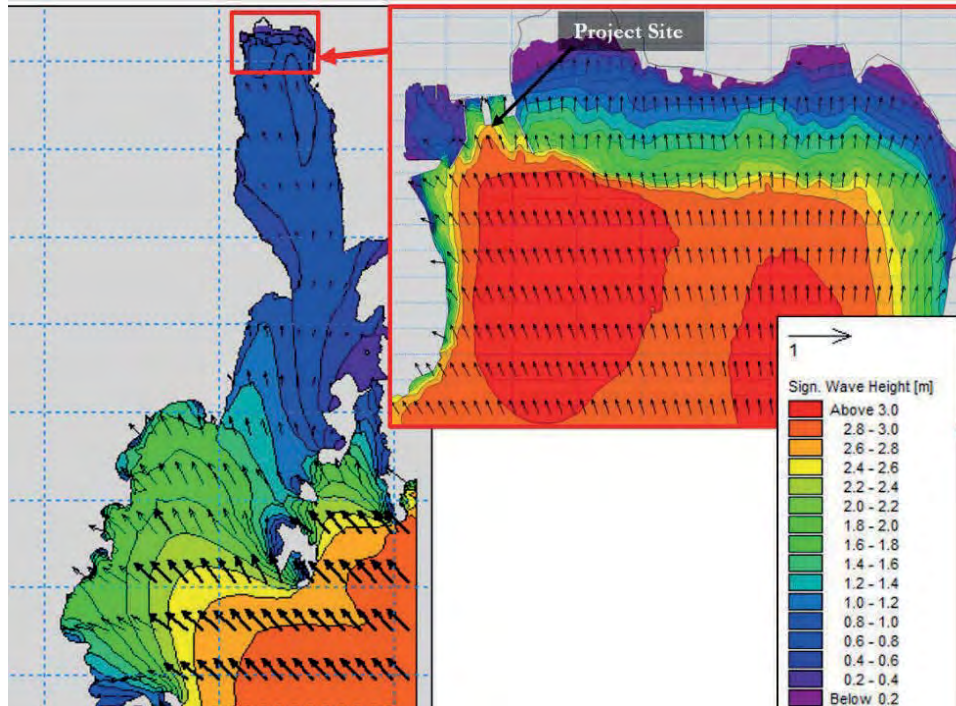 Project Site
1
Sign. Wave Height [m]
Above 3.0
2.8 - 3.0
2.6 - 2.8
2.4 - 2.6
2.2 - 2.4
2.0 - 2.2
1.8 - 2.0
1.6 - 1.8
1.4 - 1.6
1.2 - 1.4
1.0 - 1.2
0.8 - 1.0
0.6 - 0.8
0.4 - 0.6
0.2 - 0.4
Below 0.2